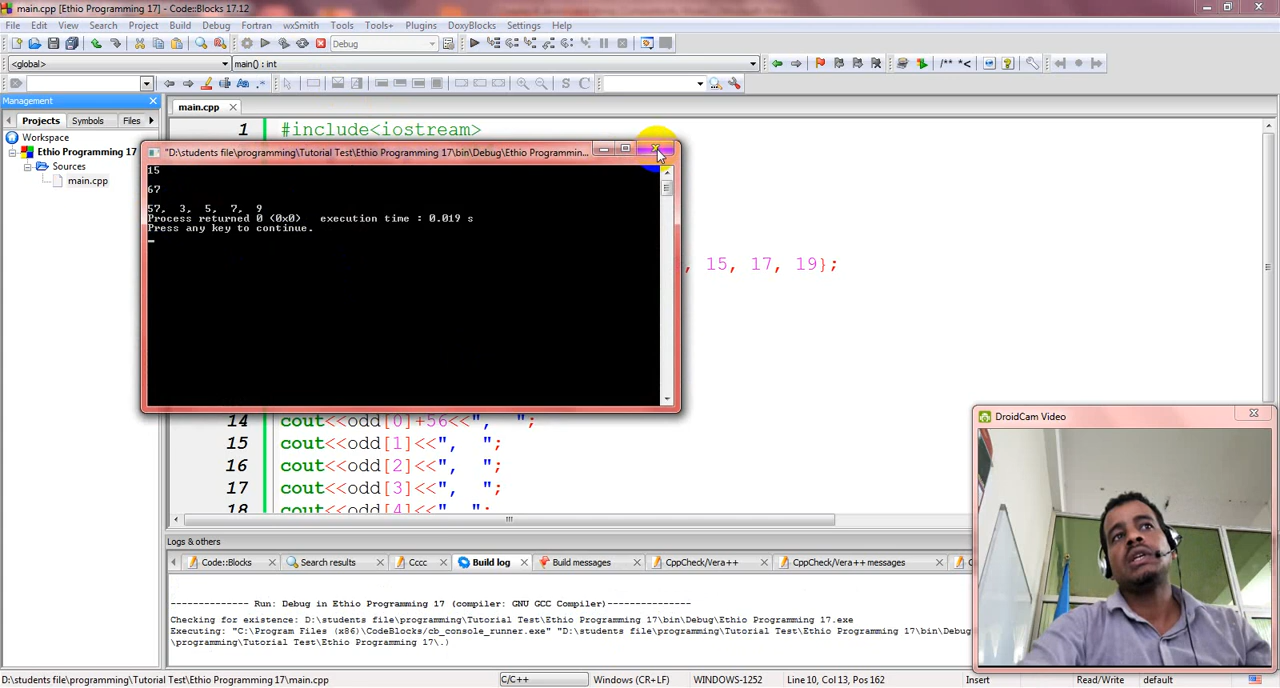 main.cpp [Ethio Programming 17] - Code::Blocks 17.12
File Edit View Search Project Build Debug Fortran wxSmith Tools Tools+ Plugins DoxyBlocks Settings Help
Debug
<global> main() : int
/** *<
S C
Management
main.cpp
Projects Symbols Files
Workspace
Ethio Programming 17
Sources
main.cpp
1 #include<iostream>
"D:\students file\programming\Tutorial Test\Ethio Programming 17\bin\Debug\Ethio Programmin...
15
67
57, 3, 5, 7, 9
Process returned 0 (0x0) execution time : 0.019 s
Press any key to continue.
, 15, 17, 19};
14 cout<<odd[0]+56<<", ";
15 cout<<odd[1]<<", ";
16 cout<<odd[2]<<", ";
17 cout<<odd[3]<<", ";
18 cout<<odd[4]<<", ";
DroidCam Video
Logs & others
Code::Blocks Search results Cccc Build log Build messages CppCheck/Vera++ CppCheck/Vera++ messages
-------------- Run: Debug in Ethio Programming 17 (compiler: GNU GCC Compiler)---------------
Checking for existence: D:\students file\programming\Tutorial Test\Ethio Programming 17\bin\Debug\Ethio Programming 17.exe
Executing: "C:\Program Files (x86)\CodeBlocks/cb_console_runner.exe" "D:\students file\programming\Tutorial Test\Ethio Programming 17\bin\Debug
\programming\Tutorial Test\Ethio Programming 17\.)
D:\students file\programming\Tutorial Test\Ethio Programming 17\main.cpp C/C++ Windows (CR+LF) WINDOWS-1252 Line 10, Col 13, Pos 162 Insert Read/Write default